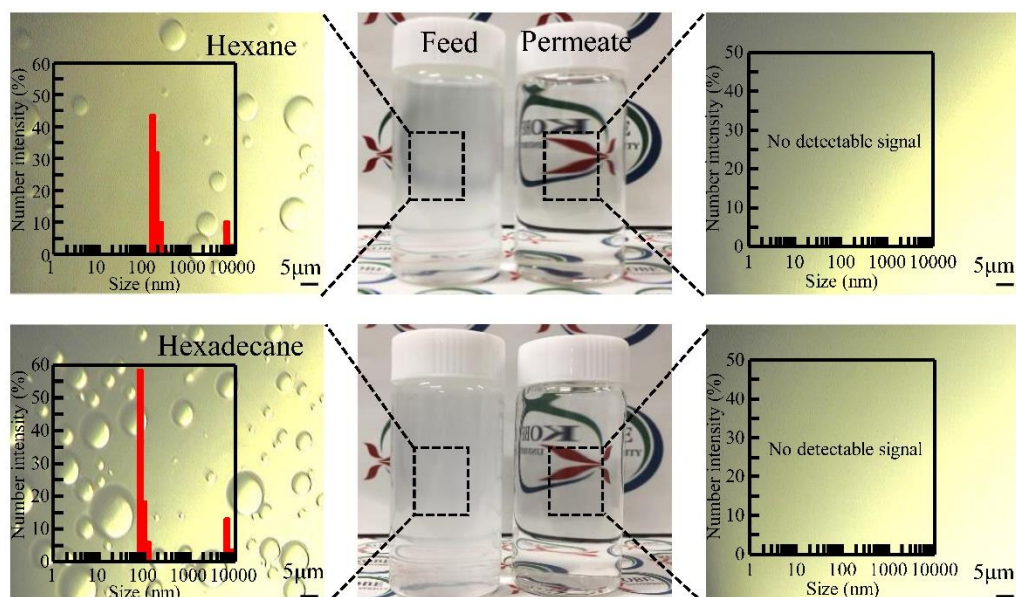 Hexane
Number intensity (%)
60
50
40
30
20
10
0
1 10 100 1000 10000
Size (nm)
5μm
Feed Permeate
KOBE
No detectable signal
Number intensity (%)
50
40
30
20
10
0
1 10 100 1000 10000
Size (nm)
5μm
Hexadecane
Number intensity (%)
60
50
40
30
20
10
0
1 10 100 1000 10000
Size (nm)
5μm
No detectable signal
Number intensity (%)
50
40
30
20
10
0
1 10 100 1000 10000
Size (nm)
5μm